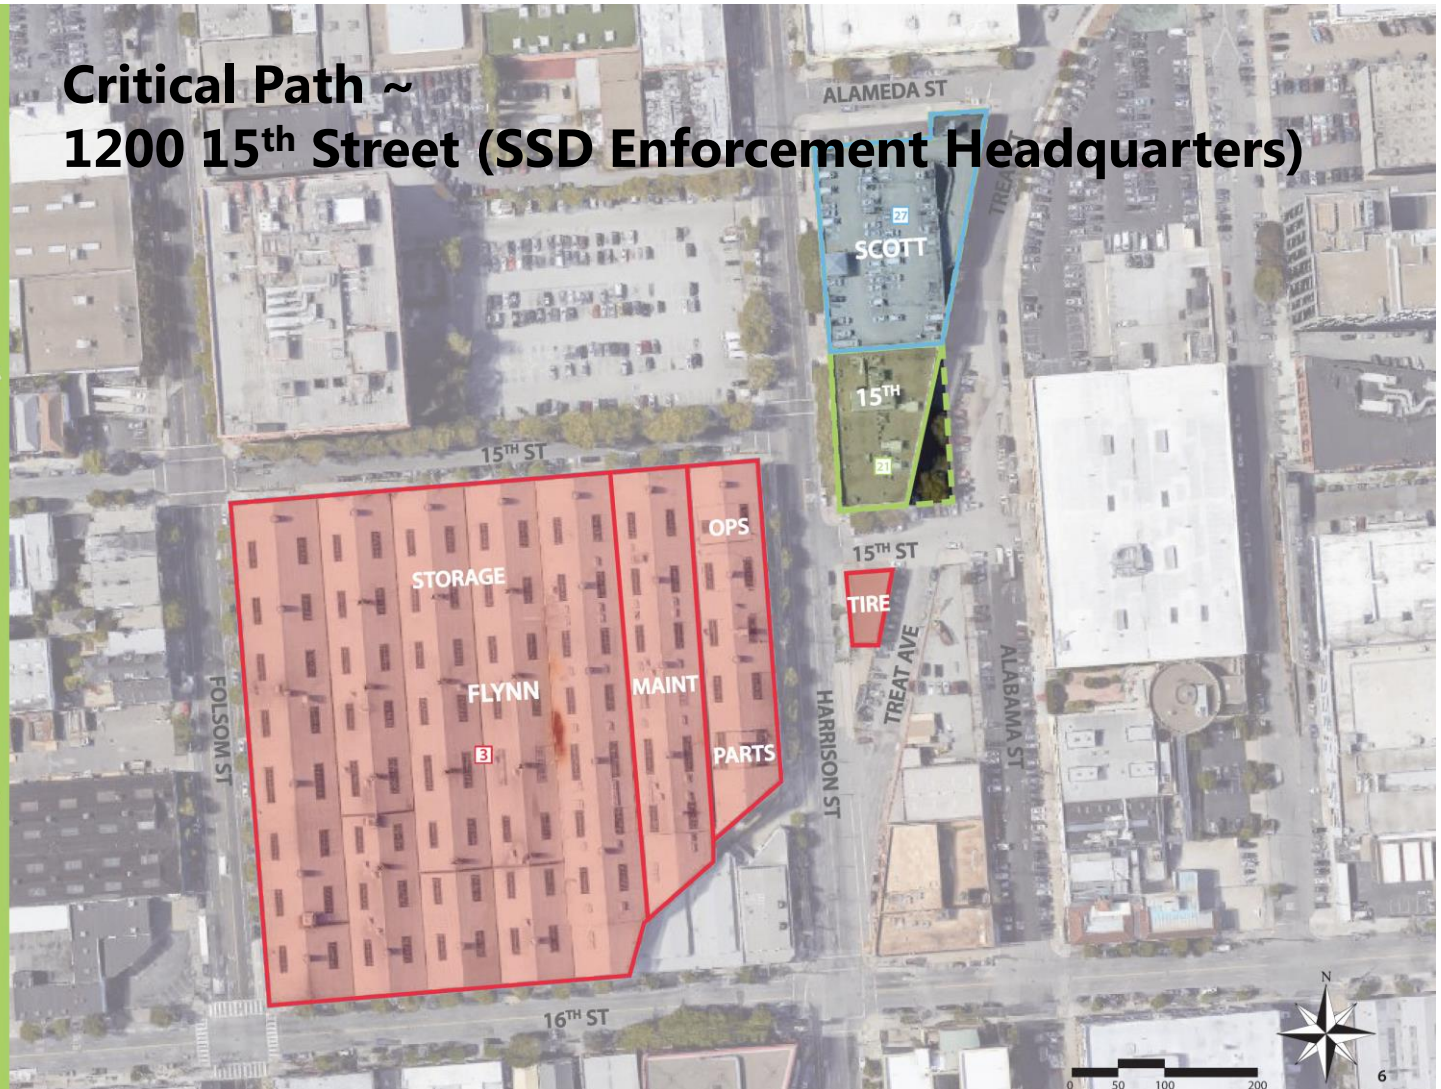 Critical Path ~
1200 15th Street (SSD Enforcement Headquarters)
ALAMEDA ST
TREAT
27
SCOTT
15TH
21
15TH ST
OPS
15TH ST
STORAGE
TIRE
FLYNN
MAINT
TREAT AVE
ALABAMA ST
FOLSOM ST
HARRISON ST
3
PARTS
16TH ST
N
0 50 100 200
6